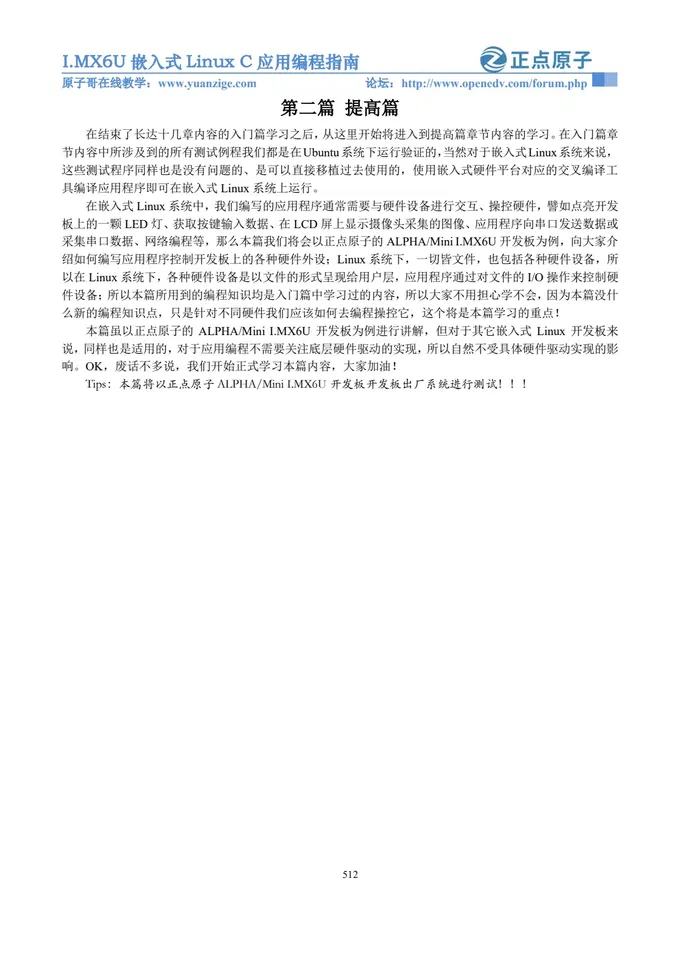 I.MX6U 嵌入式 Linux C 应用编程指南
正点原子
原子哥在线教学：www.yuanzige.com 论坛：http://www.openedv.com/forum.php
第二篇 提高篇
在结束了长达十几章内容的入门篇学习之后，从这里开始将进入到提高篇章节内容的学习。在入门篇章
节内容中所涉及到的所有测试例程我们都是在Ubuntu系统下运行验证的，当然对于嵌入式Linux系统来说，
这些测试程序同样也是没有问题的、是可以直接移植过去使用的，使用嵌入式硬件平台对应的交叉编译工
具编译应用程序即可在嵌入式 Linux 系统上运行。
在嵌入式 Linux 系统中，我们编写的应用程序通常需要与硬件设备进行交互、操控硬件，譬如点亮开发
板上的一颗 LED 灯、获取按键输入数据、在 LCD 屏上显示摄像头采集的图像、应用程序向串口发送数据或
采集串口数据、网络编程等，那么本篇我们将会以正点原子的 ALPHA/Mini I.MX6U 开发板为例，向大家介
绍如何编写应用程序控制开发板上的各种硬件外设；Linux 系统下，一切皆文件，也包括各种硬件设备，所
以在 Linux 系统下，各种硬件设备是以文件的形式呈现给用户层，应用程序通过对文件的 I/O 操作来控制硬
件设备；所以本篇所用到的编程知识均是入门篇中学习过的内容，所以大家不用担心学不会，因为本篇没什
么新的编程知识点，只是针对不同硬件我们应该如何去编程操控它，这个将是本篇学习的重点！
本篇虽以正点原子的 ALPHA/Mini I.MX6U 开发板为例进行讲解，但对于其它嵌入式 Linux 开发板来
说，同样也是适用的，对于应用编程不需要关注底层硬件驱动的实现，所以自然不受具体硬件驱动实现的影
响。OK，废话不多说，我们开始正式学习本篇内容，大家加油！
Tips：本篇将以正点原子 ALPHA/Mini I.MX6U 开发板开发板出厂系统进行测试！！！
512